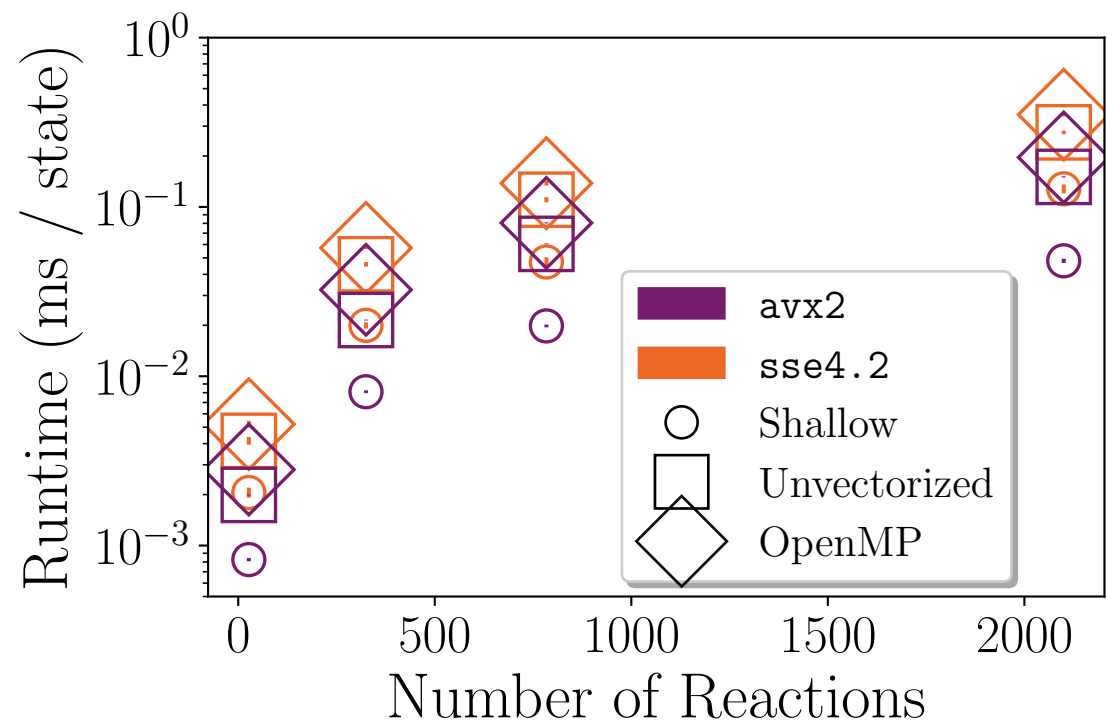 Runtime (ms / state)
10^0
10^−1
10^−2
10^−3
avx2
sse4.2
Shallow
Unvectorized
OpenMP
0 500 1000 1500 2000
Number of Reactions